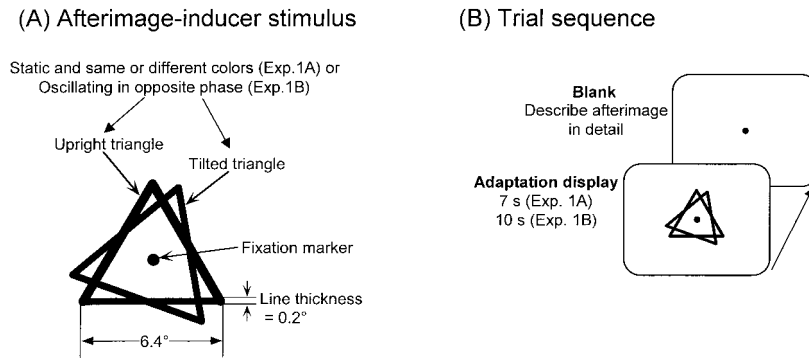 (A) Afterimage-inducer stimulus
Static and same or different colors (Exp.1A) or
Oscillating in opposite phase (Exp.1B)
Upright triangle
Tilted triangle
Fixation marker
Line thickness
= 0.2°
6.4°
(B) Trial sequence
Blank
Describe afterimage
in detail
Adaptation display
7 s (Exp. 1A)
10 s (Exp. 1B)